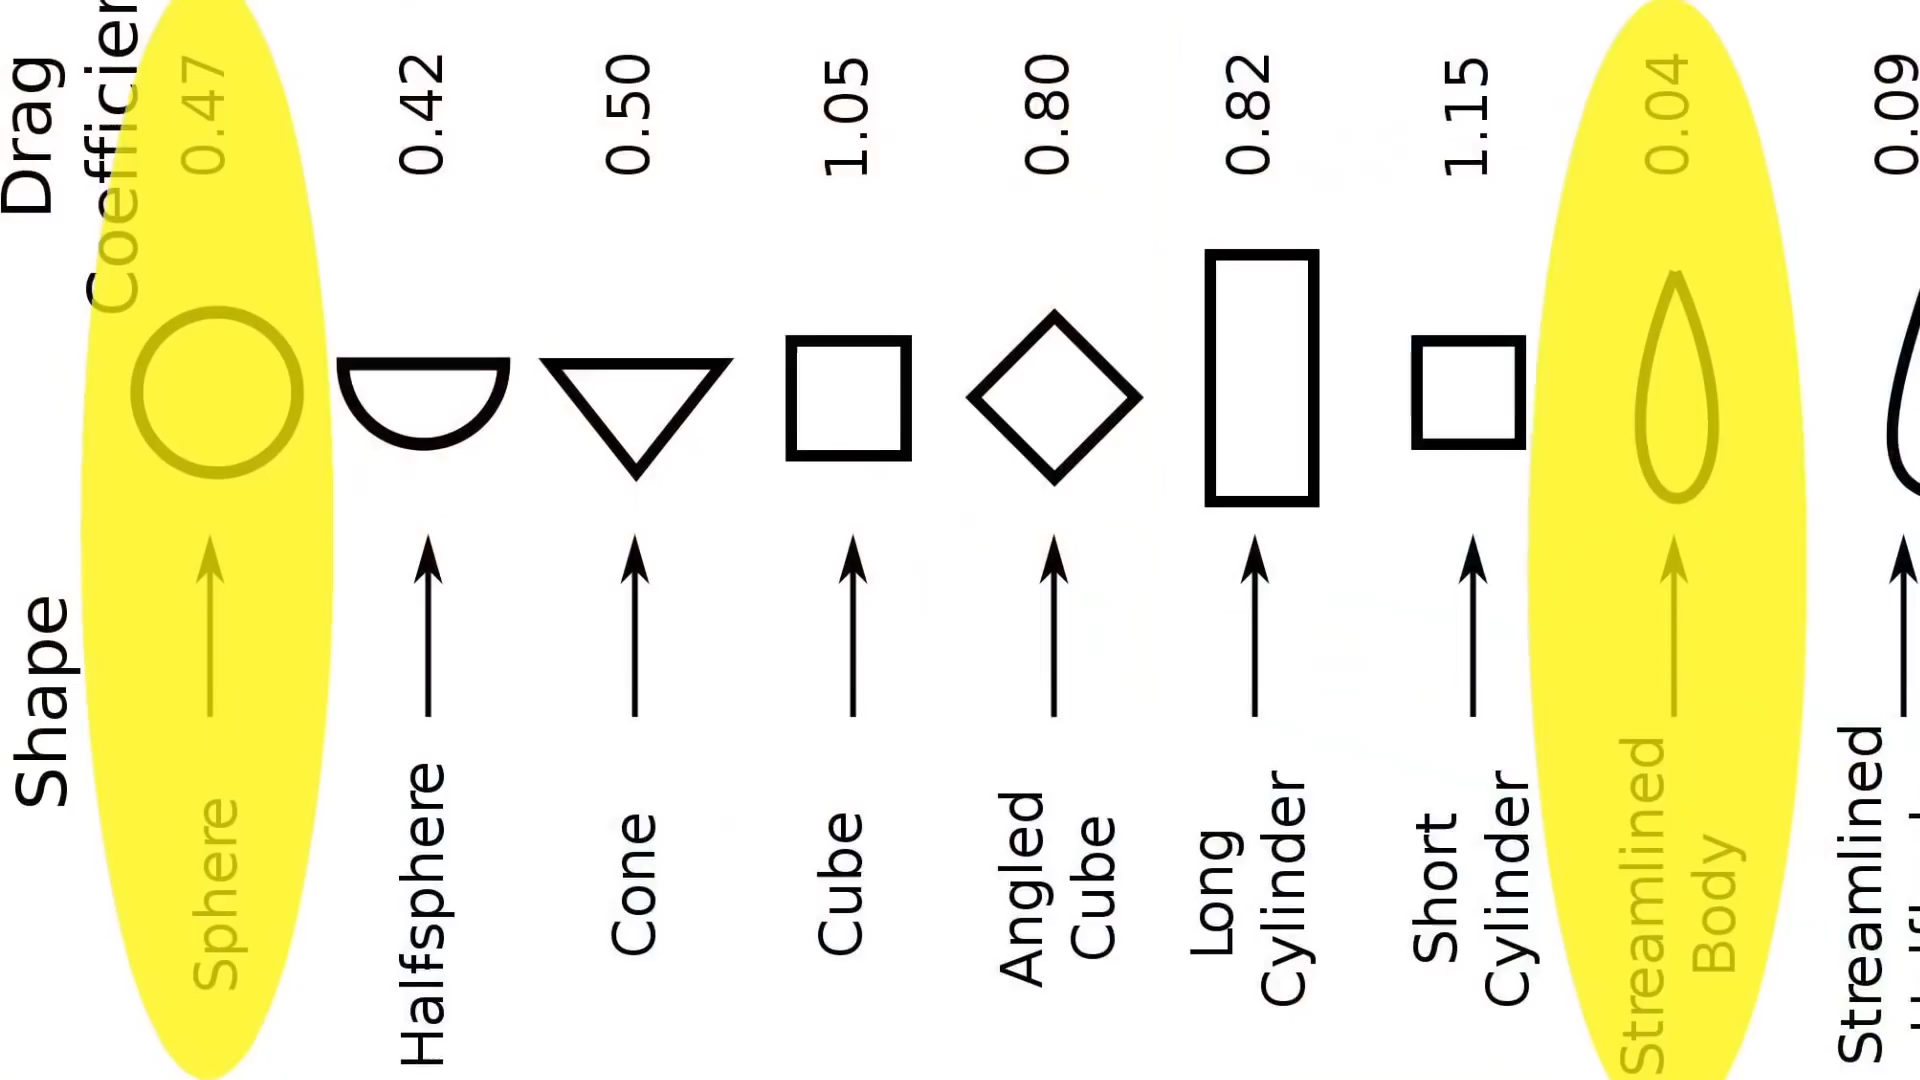 Shape
Drag
Coefficien
Sphere
0.47
Halfsphere
0.42
Cone
0.50
Cube
1.05
Angled
Cube
0.80
Long
Cylinder
0.82
Short
Cylinder
1.15
Streamlined
Body
0.04
Streamlined
0.09